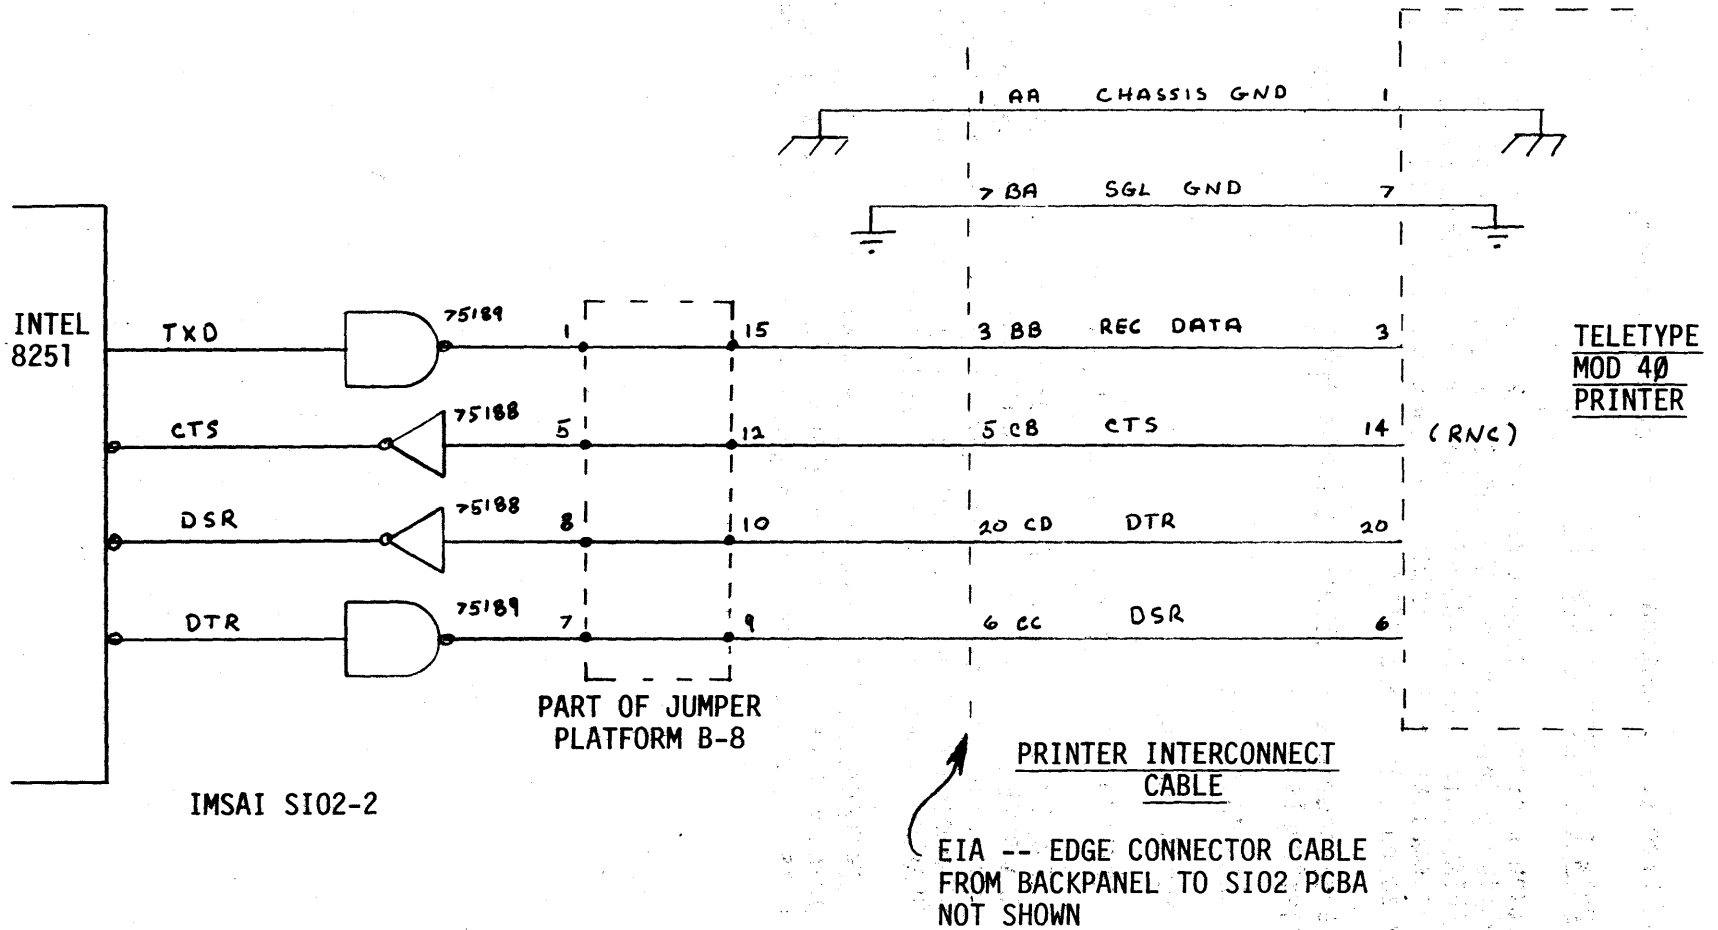 1 AA CHASSIS GND 1
7 BA SGL GND 7
INTEL
8251
TXD
75189
1
15
3 BB REC DATA 3
TELETYPE
MOD 4Ø
PRINTER
CTS
75188
5
12
5 CB CTS 14
(RNC)
DSR
75188
8
10
20 CD DTR 20
DTR
75189
7
9
6 CC DSR 6
PART OF JUMPER
PLATFORM B-8
IMSAI SIO2-2
PRINTER INTERCONNECT
CABLE
EIA -- EDGE CONNECTOR CABLE
FROM BACKPANEL TO SIO2 PCBA
NOT SHOWN